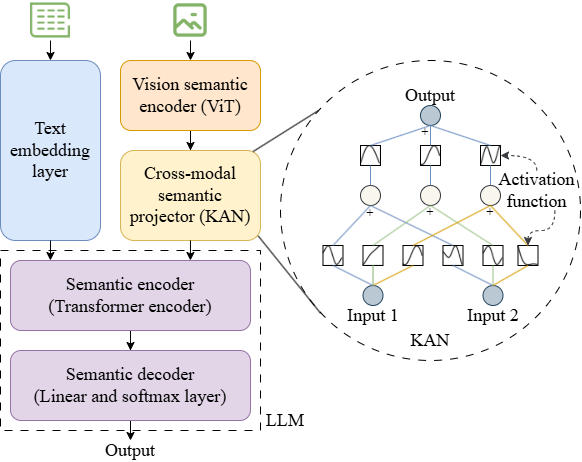 Text
embedding
layer
Vision semantic
encoder (ViT)
Cross-modal
semantic
projector (KAN)
Semantic encoder
(Transformer encoder)
Semantic decoder
(Linear and softmax layer)
LLM
Output
Output
+
Activation
function
+
+
+
Input 1
Input 2
KAN